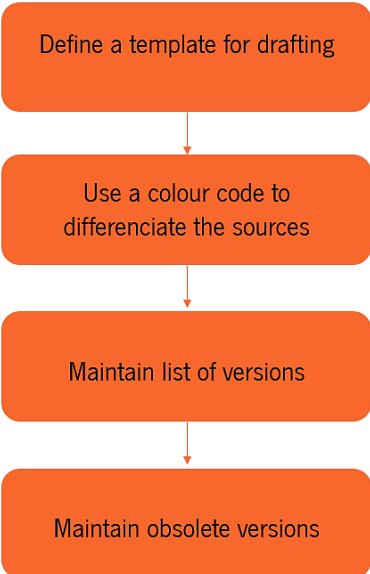 Define a template for drafting
Use a colour code to
differenciate the sources
Maintain list of versions
Maintain obsolete versions